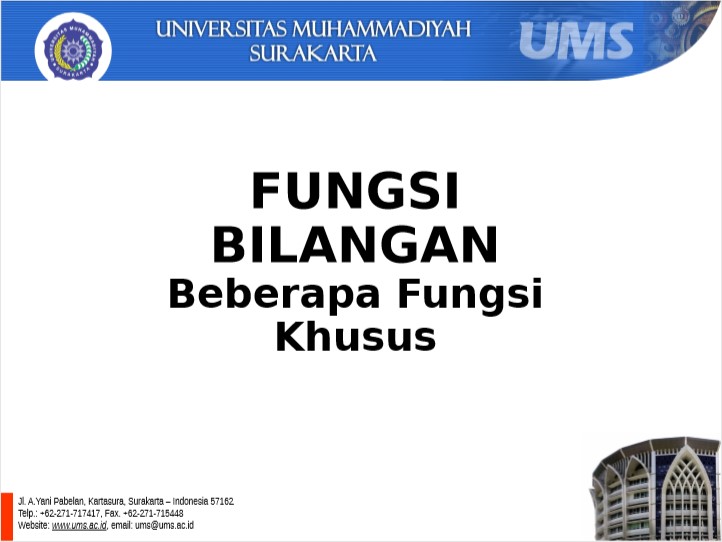 UNIVERSITAS MUHAMMADIYAH
SURAKARTA
UMS
FUNGSI
BILANGAN
Beberapa Fungsi
Khusus
Jl. A.Yani Pabelan, Kartasura, Surakarta – Indonesia 57162
Telp.: +62-271-717417, Fax. +62-271-715448
Website: www.ums.ac.id, email: ums@ums.ac.id